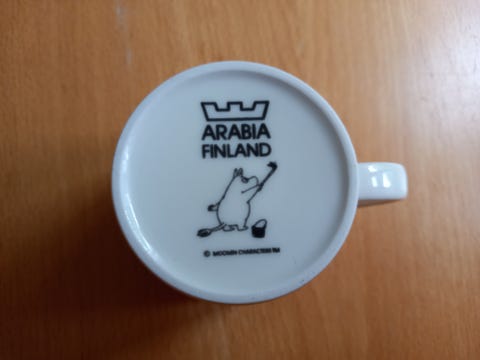 ARABIA
FINLAND
© MOOMIN CHARACTERS TM